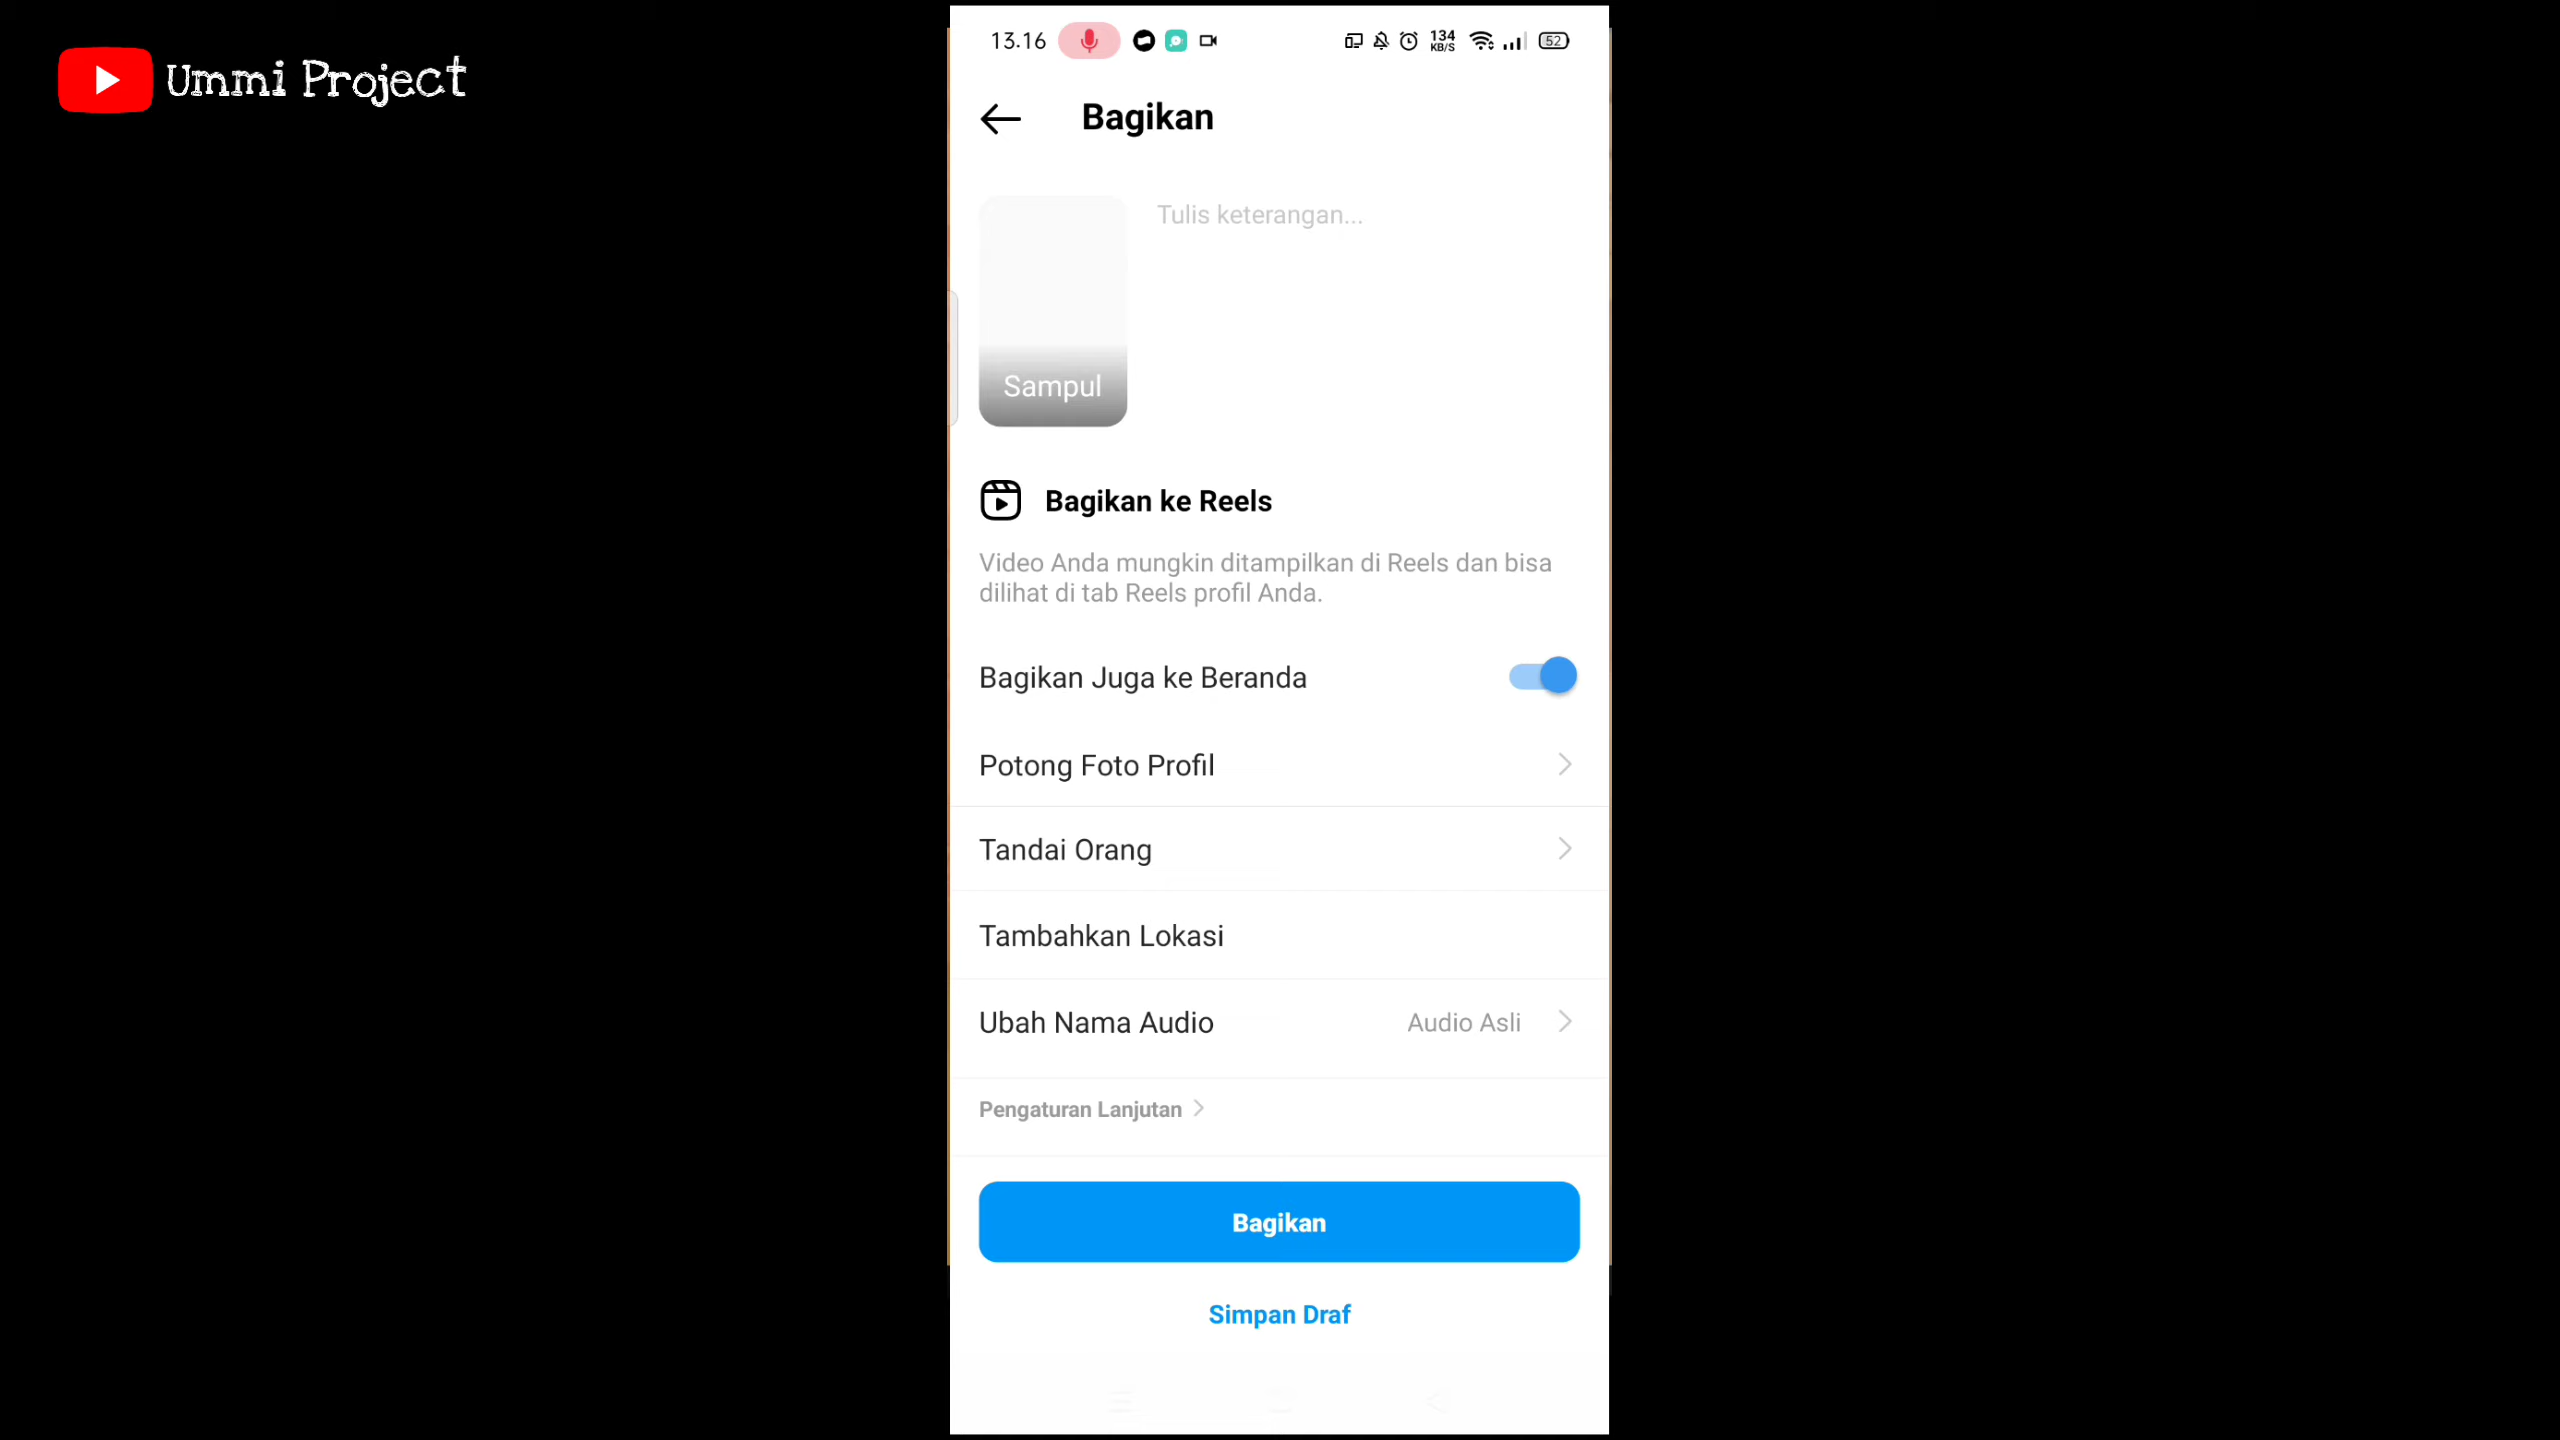 Ummi Project
13.16
134
KB/S
52
Bagikan
Tulis keterangan...
Sampul
Bagikan ke Reels
Video Anda mungkin ditampilkan di Reels dan bisa
dilihat di tab Reels profil Anda.
Bagikan Juga ke Beranda
Potong Foto Profil
Tandai Orang
Tambahkan Lokasi
Ubah Nama Audio Audio Asli
Pengaturan Lanjutan
Bagikan
Simpan Draf